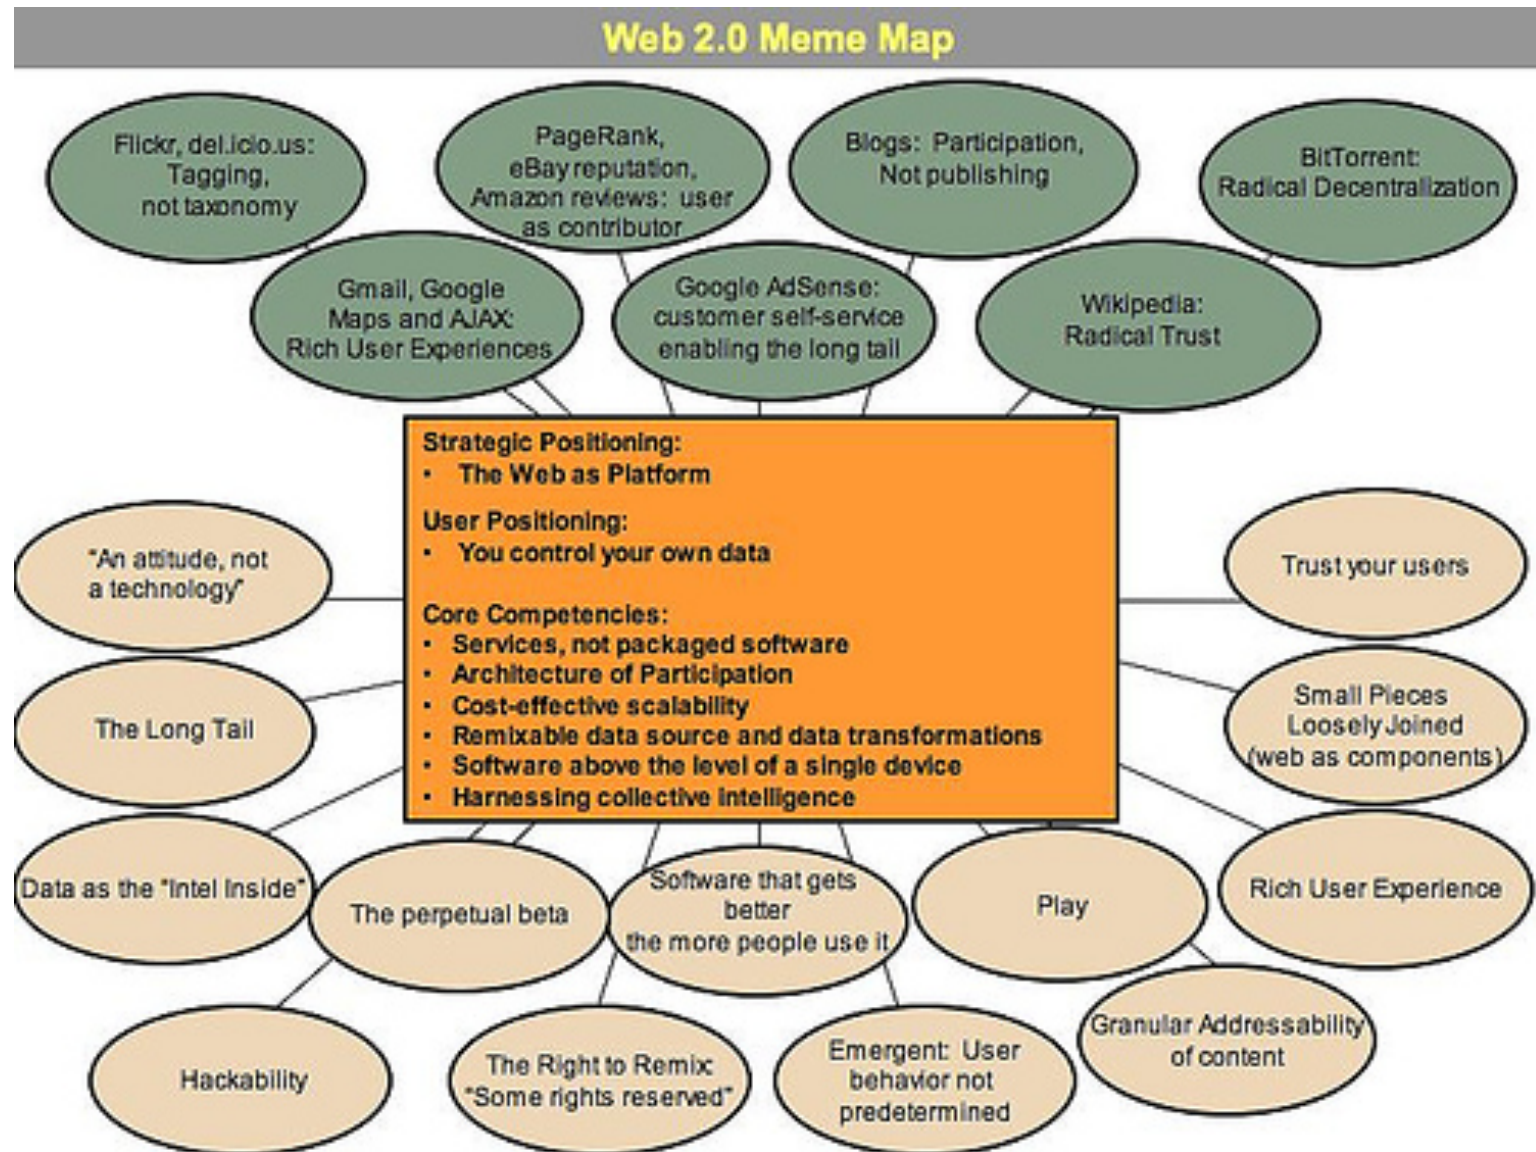 Web 2.0 Meme Map
Flickr, del.icio.us:
Tagging,
not taxonomy
PageRank,
eBay reputation,
Amazon reviews: user
as contributor
Blogs: Participation,
Not publishing
BitTorrent:
Radical Decentralization
Gmail, Google
Maps and AJAX:
Rich User Experiences
Google AdSense:
customer self-service
enabling the long tail
Wikipedia:
Radical Trust
Strategic Positioning:
• The Web as Platform
User Positioning:
• You control your own data
Core Competencies:
• Services, not packaged software
• Architecture of Participation
• Cost-effective scalability
• Remixable data source and data transformations
• Software above the level of a single device
• Harnessing collective intelligence
"An attitude, not
a technology"
The Long Tail
Data as the "Intel Inside"
Trust your users
Small Pieces
Loosely Joined
(web as components)
Rich User Experience
The perpetual beta
Software that gets
better
the more people use it
Play
Hackability
The Right to Remix:
"Some rights reserved"
Emergent: User
behavior not
predetermined
Granular Addressability
of content